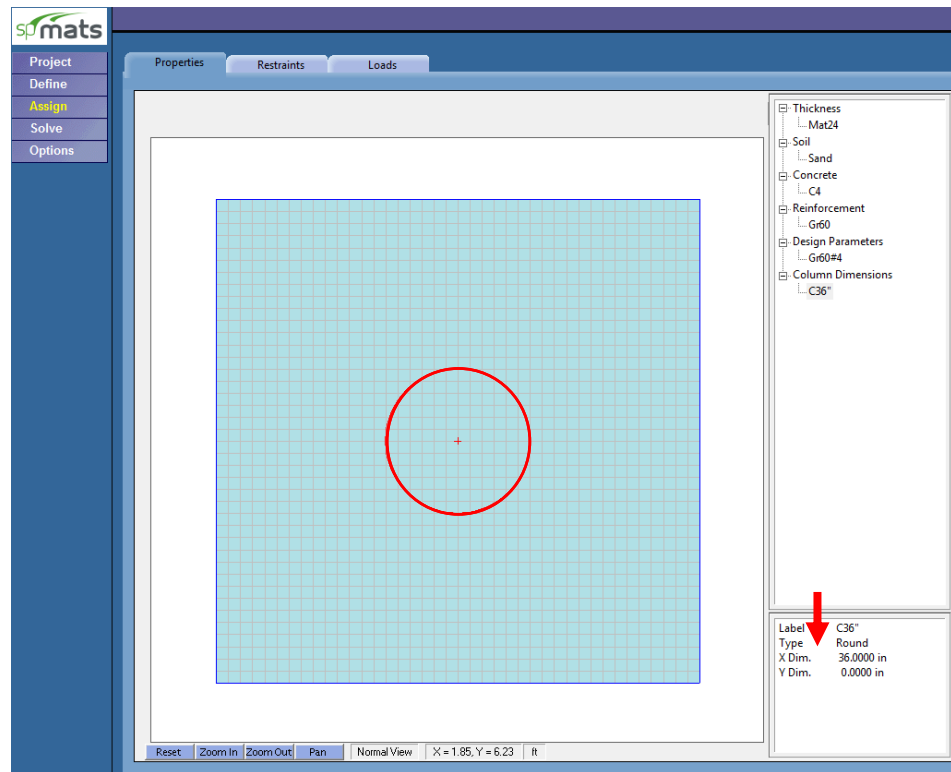 spmats
Project
Define
Assign
Solve
Options
Properties Restraints Loads
Thickness
Mat24
Soil
Sand
Concrete
C4
Reinforcement
Gr60
Design Parameters
Gr60#4
Column Dimensions
C36"
Label C36"
Type Round
X Dim. 36.0000 in
Y Dim. 0.0000 in
Reset Zoom In Zoom Out Pan Normal View X = 1.85, Y = 6.23 ft